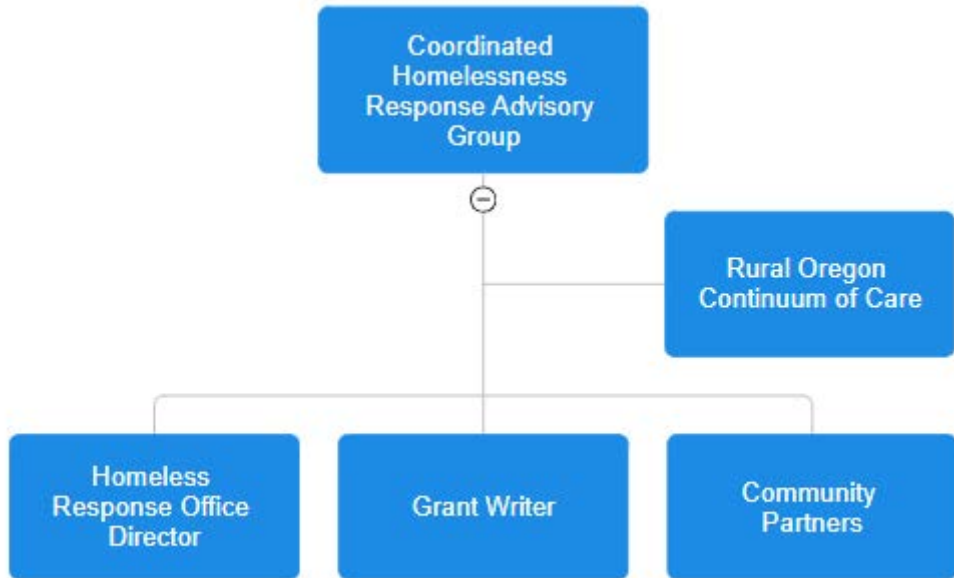 Coordinated
Homelessness
Response Advisory
Group
Rural Oregon
Continuum of Care
Homeless
Response Office
Director
Grant Writer
Community
Partners